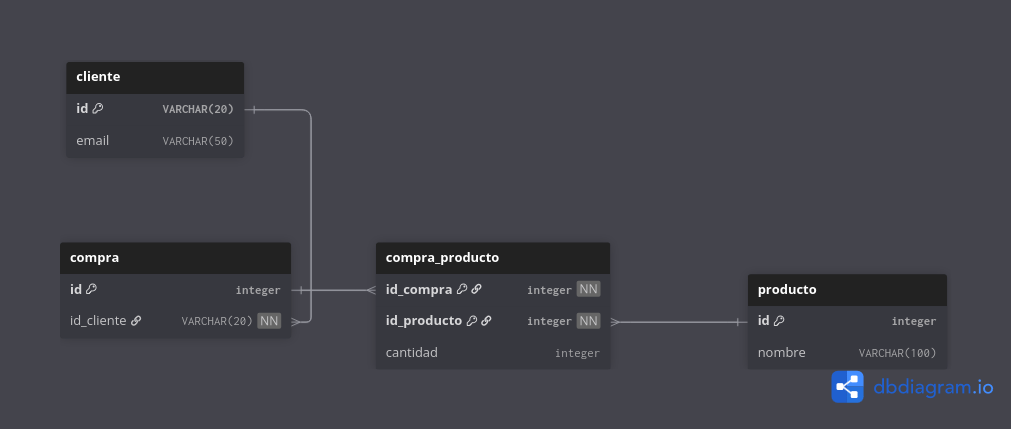 cliente
id VARCHAR(20)
email VARCHAR(50)
compra
id integer
id_cliente VARCHAR(20) NN
compra_producto
id_compra integer NN
id_producto integer NN
cantidad integer
producto
id integer
nombre VARCHAR(100)
dbdiagram.io